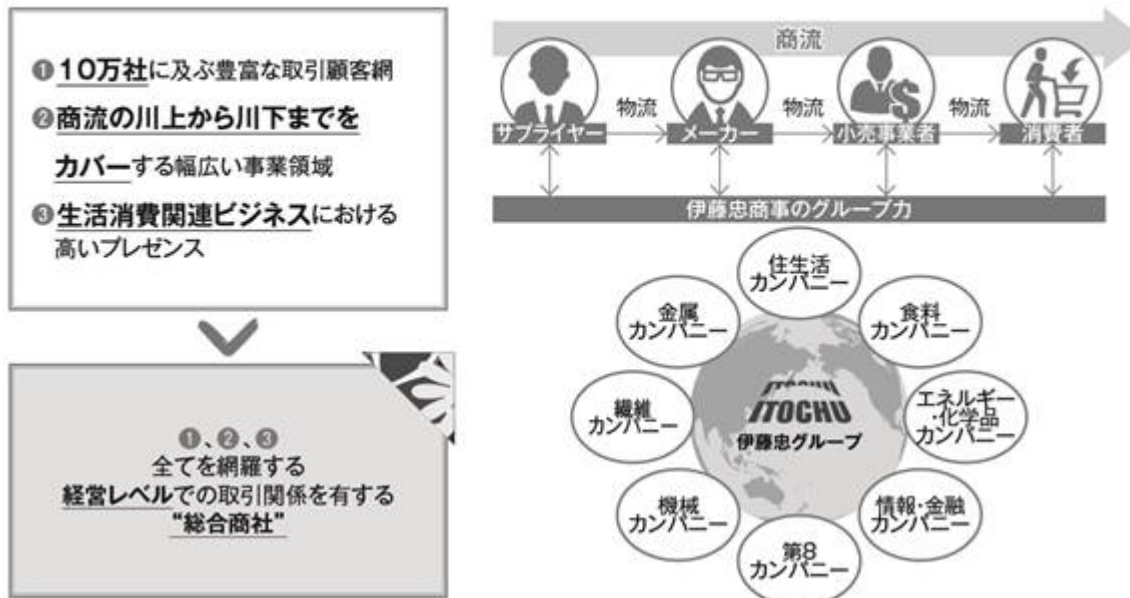 ❶10万社に及ぶ豊富な取引顧客網
❷商流の川上から川下までを
カバーする幅広い事業領域
❸生活消費関連ビジネスにおける
高いプレゼンス
❶、❷、❸
全てを網羅する
経営レベルでの取引関係を有する
“総合商社”
商流
物流
物流
物流
サプライヤー
メーカー
小売事業者
消費者
伊藤忠商事のグループ力
住生活
カンパニー
金属
カンパニー
食料
カンパニー
繊維
カンパニー
ITOCHU
ITOCHU
伊藤忠グループ
エネルギー
・化学品
カンパニー
機械
カンパニー
情報・金融
カンパニー
第8
カンパニー